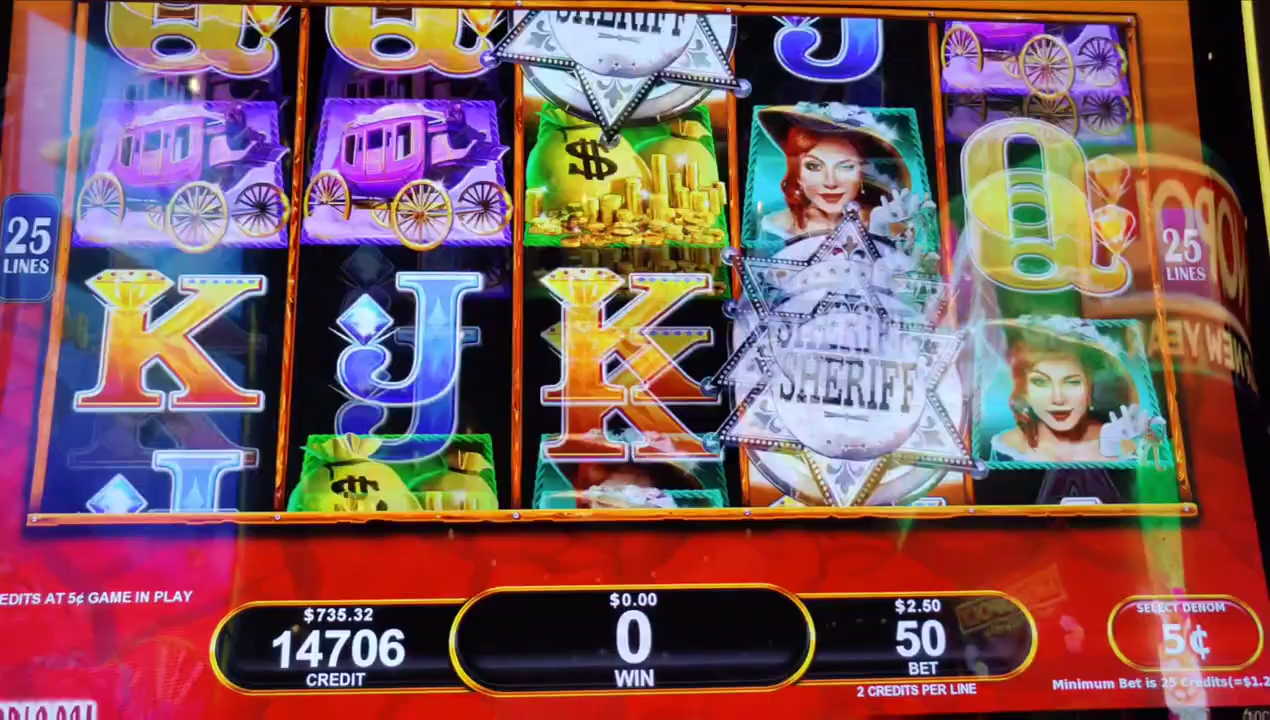 SHERIFF
Q
Q
J
$
Q
25
LINES
25
LINES
K
J
K
SHERIFF
J
$
EDITS AT 5¢ GAME IN PLAY
$735.32
14706
CREDIT
$0.00
0
WIN
$2.50
50
BET
2 CREDITS PER LINE
SELECT DENOM
5¢
Minimum Bet is 25 Credits(=$1.2